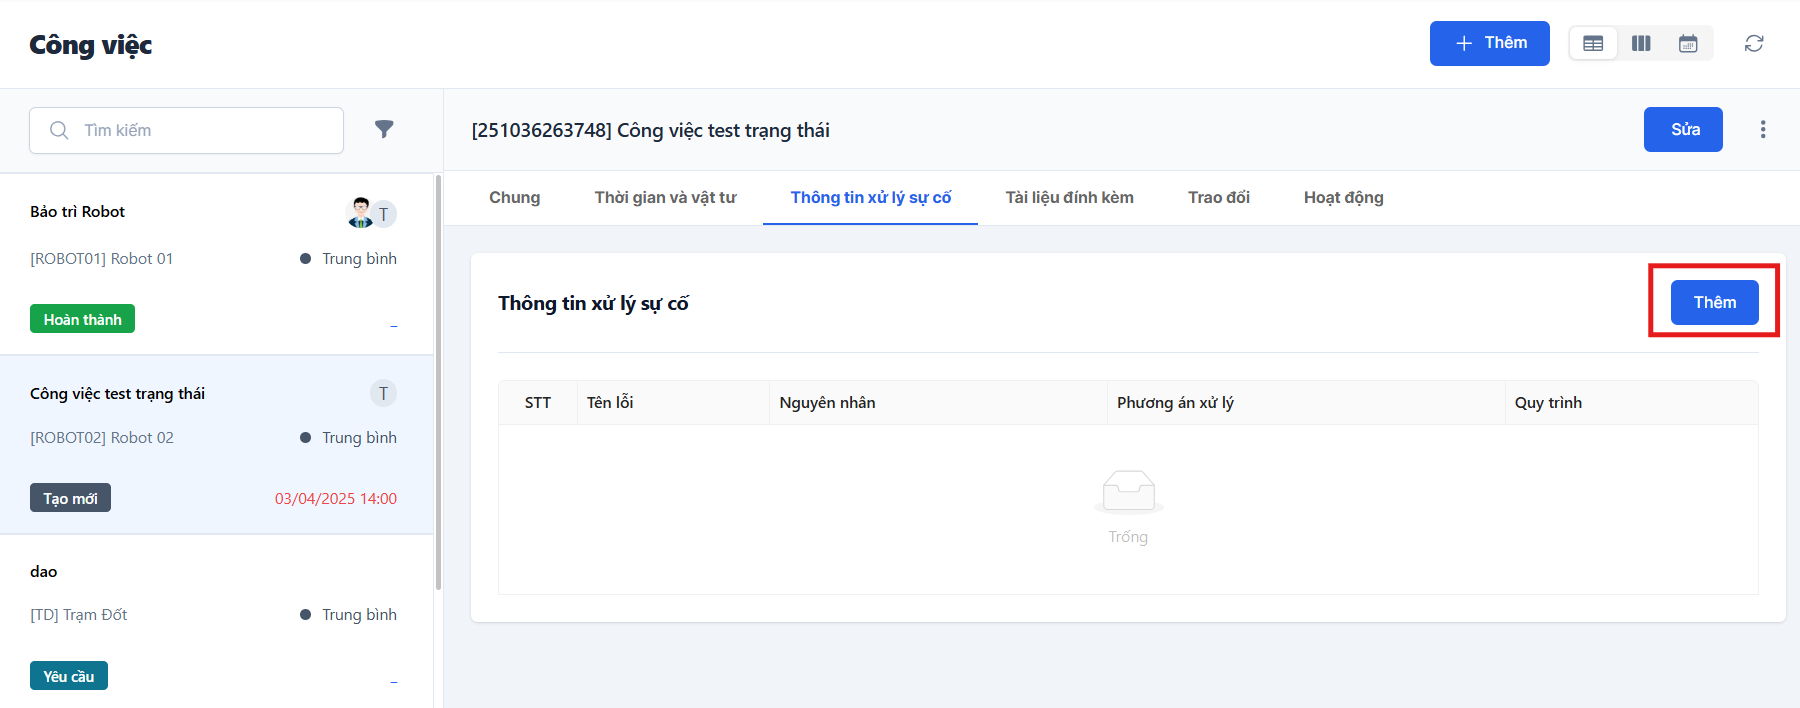 Công việc
Thêm
Tìm kiếm
[251036263748] Công việc test trạng thái
Sửa
Chung
Thời gian và vật tư
Thông tin xử lý sự cố
Tài liệu đính kèm
Trao đổi
Hoạt động
Bảo trì Robot
T
[ROBOT01] Robot 01
Trung bình
Hoàn thành
–
Công việc test trạng thái
T
[ROBOT02] Robot 02
Trung bình
Tạo mới
03/04/2025 14:00
dao
[TD] Trạm Đốt
Trung bình
Yêu cầu
–
Thông tin xử lý sự cố
Thêm
STT
Tên lỗi
Nguyên nhân
Phương án xử lý
Quy trình
Trống